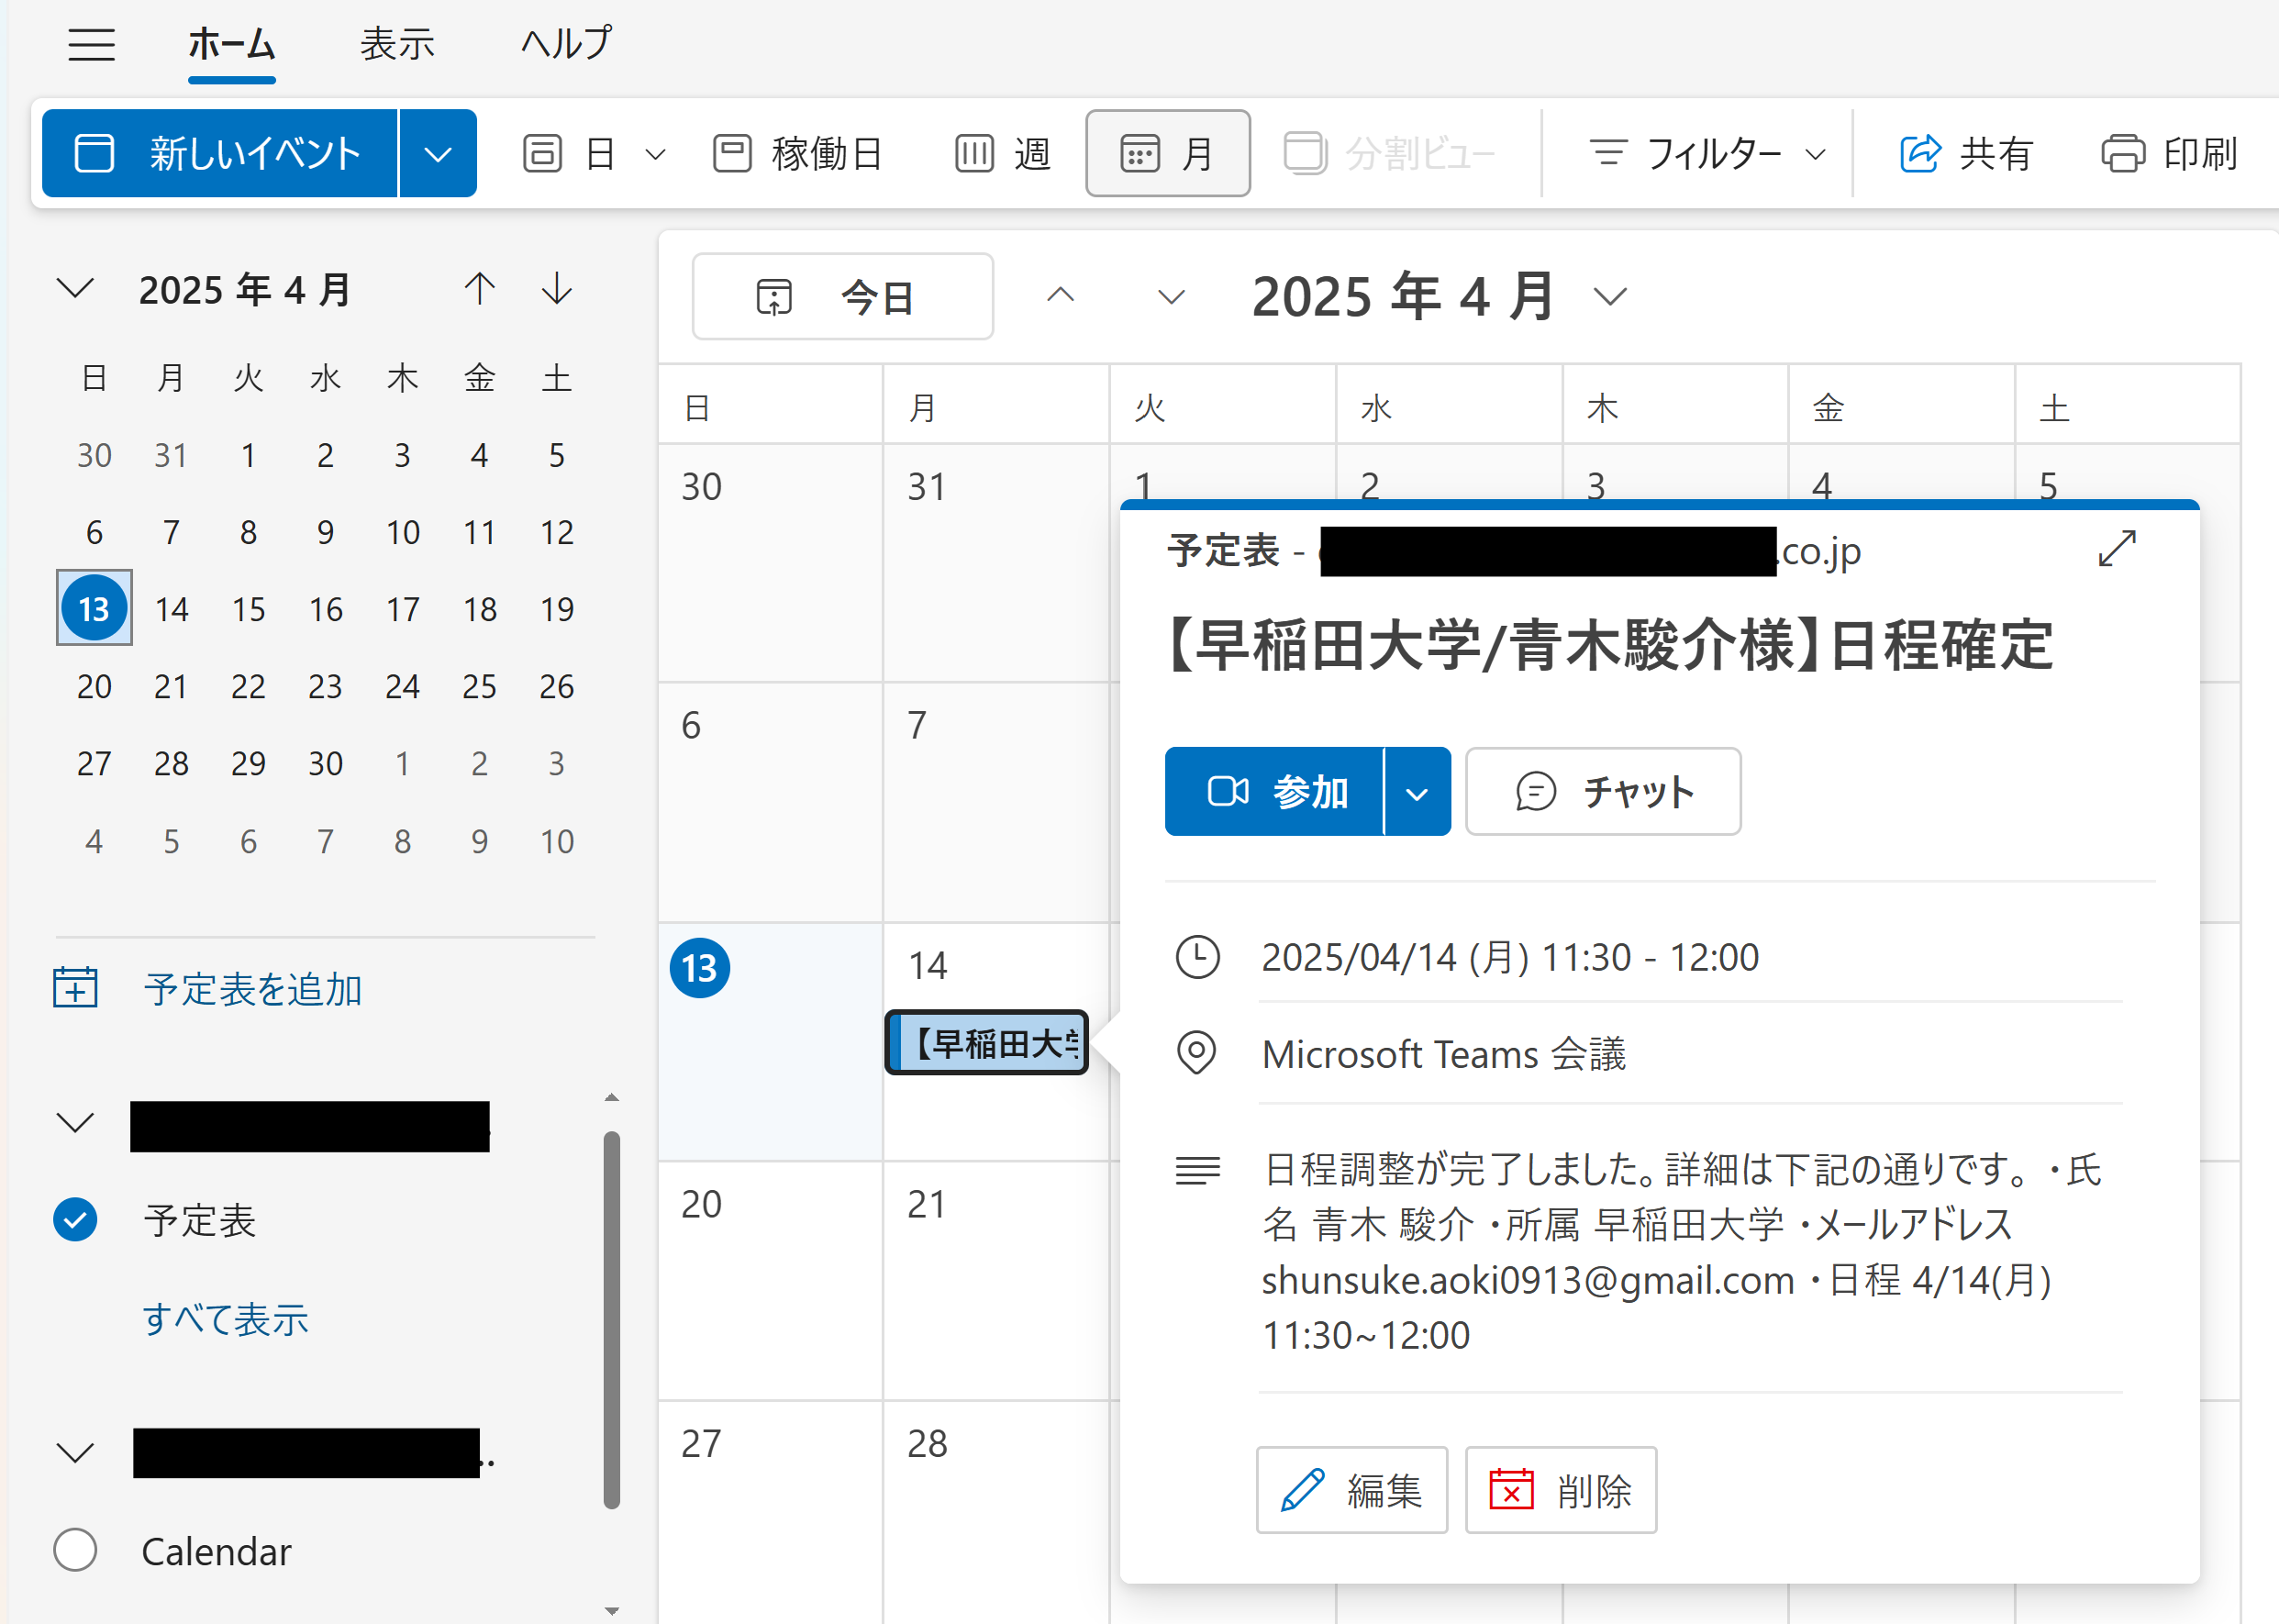 ホーム 表示 ヘルプ
新しいイベント 日 稼働日 週 月 分割ビュー フィルター 共有 印刷
2025 年 4 月
日 月 火 水 木 金 土
30 31 1 2 3 4 5
6 7 8 9 10 11 12
13 14 15 16 17 18 19
20 21 22 23 24 25 26
27 28 29 30 1 2 3
4 5 6 7 8 9 10
予定表を追加
予定表
すべて表示
..
Calendar
今日 2025 年 4 月
日 月 火 水 木 金 土
30 31 1 2 3 4 5
6 7
13 14
【早稲田大学
20 21
27 28
予定表 - .co.jp
【早稲田大学/青木駿介様】日程確定
参加 チャット
2025/04/14 (月) 11:30 - 12:00
Microsoft Teams 会議
日程調整が完了しました。詳細は下記の通りです。 ・氏
名 青木 駿介 ・所属 早稲田大学 ・メールアドレス
shunsuke.aoki0913@gmail.com ・日程 4/14(月)
11:30~12:00
編集 削除